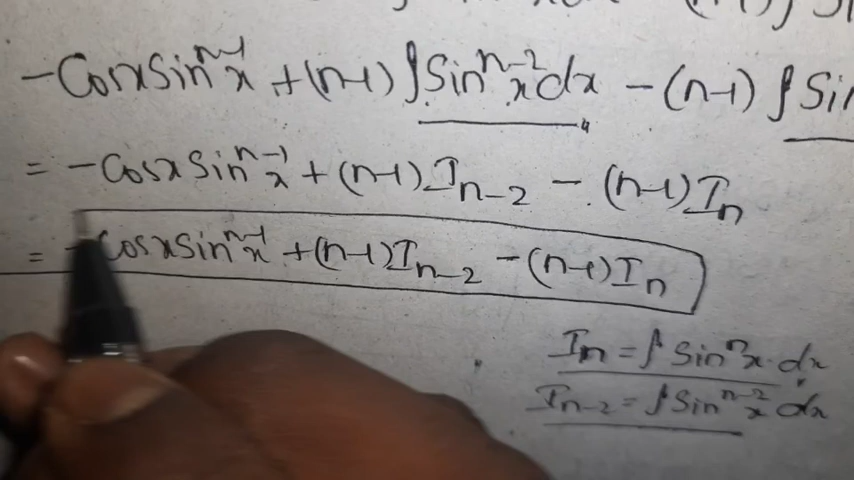 -Cosx Sin^{n-1}x + (n-1) ∫Sin^{n-2}x dx - (n-1) ∫Sin
= -Cosx Sin^{n-1}x + (n-1)I_{n-2} - (n-1)I_n
= -Cosx Sin^{n-1}x + (n-1)I_{n-2} - (n-1)I_n
I_n = ∫Sin^n x. dx
I_{n-2} = ∫Sin^{n-2}x dx